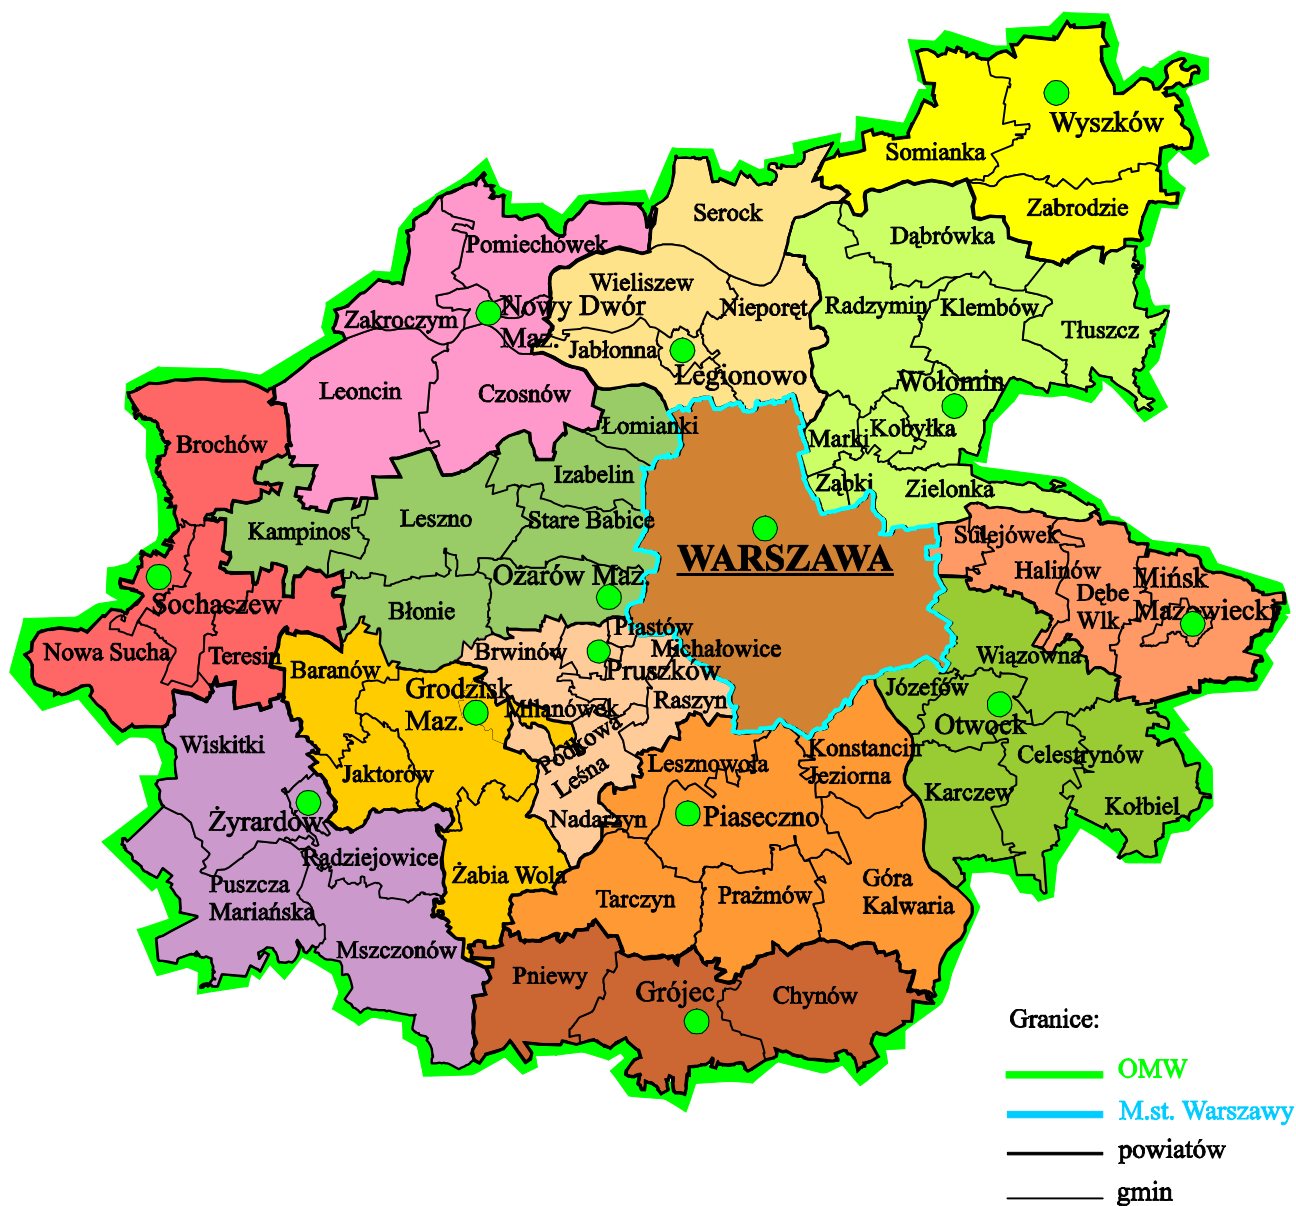 Wyszków
Somianka
Zabrodzie
Serock
Dąbrówka
Pomiechówek
Wieliszew
Nowy Dwór
Maz.
Nieporęt
Radzymin
Klembów
Tłuszcz
Zakroczym
Jabłonna
Legionowo
Wołomin
Leoncin
Czosnów
Łomianki
Marki
Kobyłka
Brochów
Izabelin
Ząbki
Zielonka
Kampinos
Leszno
Stare Babice
WARSZAWA
Sulejówek
Halinów
Mińsk
Mazowiecki
Dębe
Wlk.
Ożarów Maz.
Sochaczew
Błonie
Piastów
Nowa Sucha
Teresin
Baranów
Brwinów
Pruszków
Michałowice
Wiązowna
Grodzisk
Maz.
Milanówek
Raszyn
Józefów
Otwock
Wiskitki
Jaktorów
Podkowa
Leśna
Lesznowola
Konstancin
Jeziorna
Celestrynów
Karczew
Kołbiel
Żyrardów
Nadarzyn
Piaseczno
Radziejowice
Puszcza
Mariańska
Żabia Wola
Tarczyn
Prażmów
Góra
Kalwaria
Mszczonów
Pniewy
Grójec
Chynów
Granice:
OMW
M.st. Warszawy
powiatów
gmin